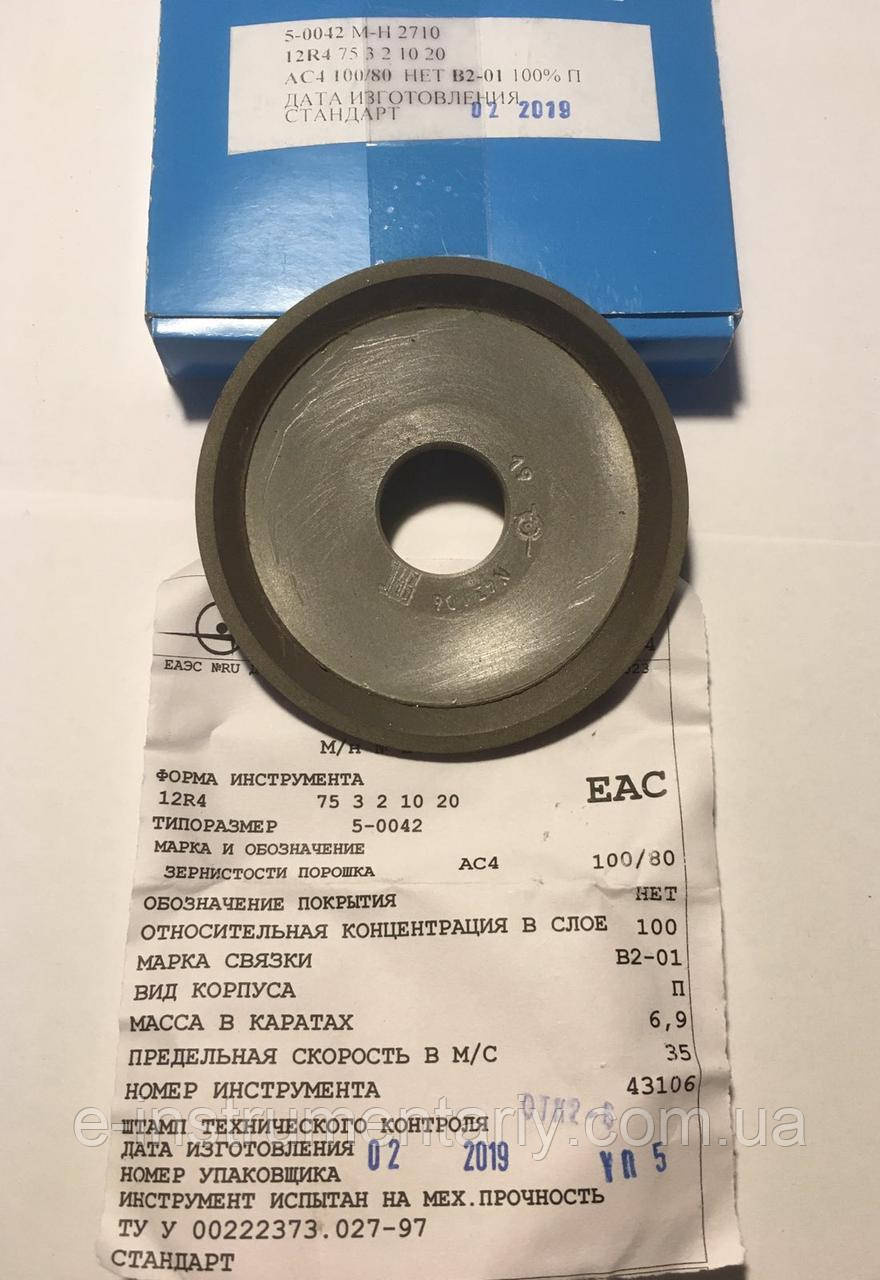 5-0042 М-Н 2710
12R4 75 3 2 10 20
АС4 100/80 НЕТ В2-01 100% П
ДАТА ИЗГОТОВЛЕНИЯ 02 2019
СТАНДАРТ
ЕАЭС №RU
М/Н №
ФОРМА ИНСТРУМЕНТА
12R4 75 3 2 10 20
EAC
ТИПОРАЗМЕР 5-0042
МАРКА И ОБОЗНАЧЕНИЕ
ЗЕРНИСТОСТИ ПОРОШКА АС4 100/80
ОБОЗНАЧЕНИЕ ПОКРЫТИЯ НЕТ
ОТНОСИТЕЛЬНАЯ КОНЦЕНТРАЦИЯ В СЛОЕ 100
МАРКА СВЯЗКИ В2-01
ВИД КОРПУСА П
МАССА В КАРАТАХ 6,9
ПРЕДЕЛЬНАЯ СКОРОСТЬ В М/С 35
НОМЕР ИНСТРУМЕНТА 43106
ШТАМП ТЕХНИЧЕСКОГО КОНТРОЛЯ
ДАТА ИЗГОТОВЛЕНИЯ 02 2019
НОМЕР УПАКОВЩИКА УП 5
ИНСТРУМЕНТ ИСПЫТАН НА МЕХ.ПРОЧНОСТЬ
ТУ У 00222373.027-97
СТАНДАРТ
e-instrumentariy.com.ua